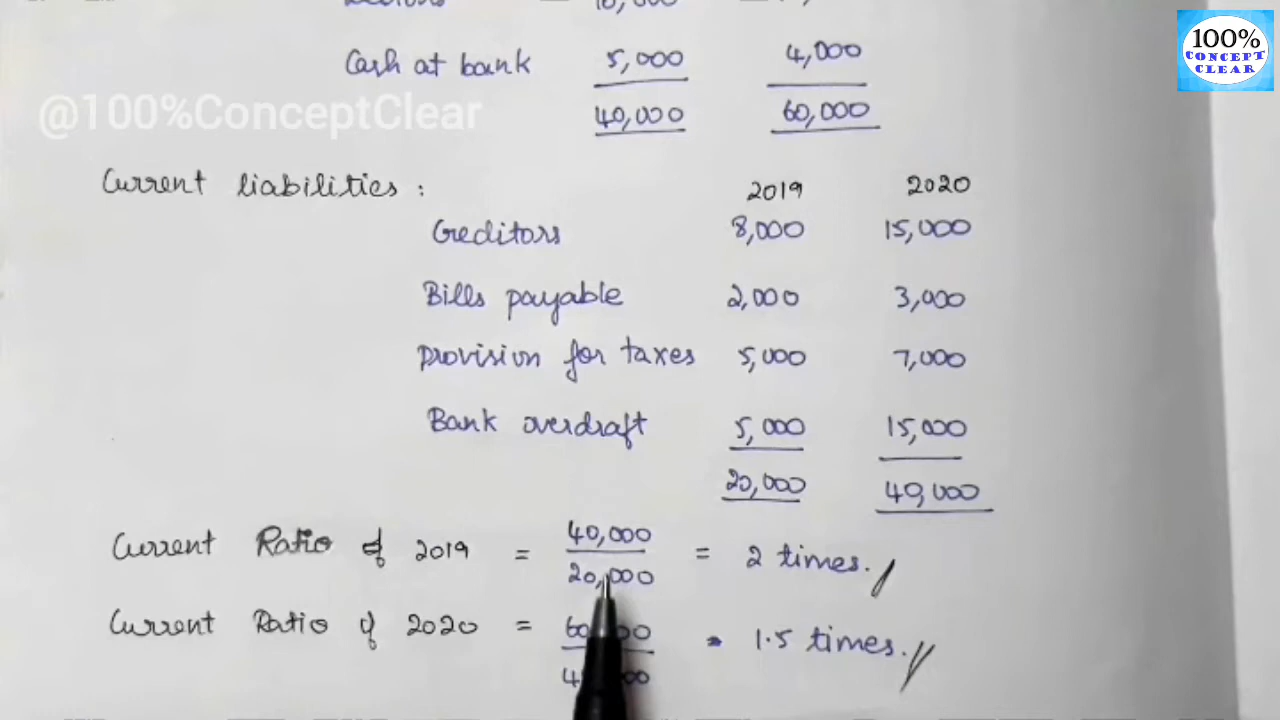 100%
CONCEPT
CLEAR
Cash at bank 5,000 4,000
@100%ConceptClear
40,000 60,000
Current liabilities : 2019 2020
Creditors 8,000 15,000
Bills payable 2,000 3,000
Provision for taxes 5,000 7,000
Bank overdraft 5,000 15,000
20,000 40,000
Current Ratio of 2019 = 40,000 / 20,000 = 2 times.
Current Ratio of 2020 = = 1.5 times.